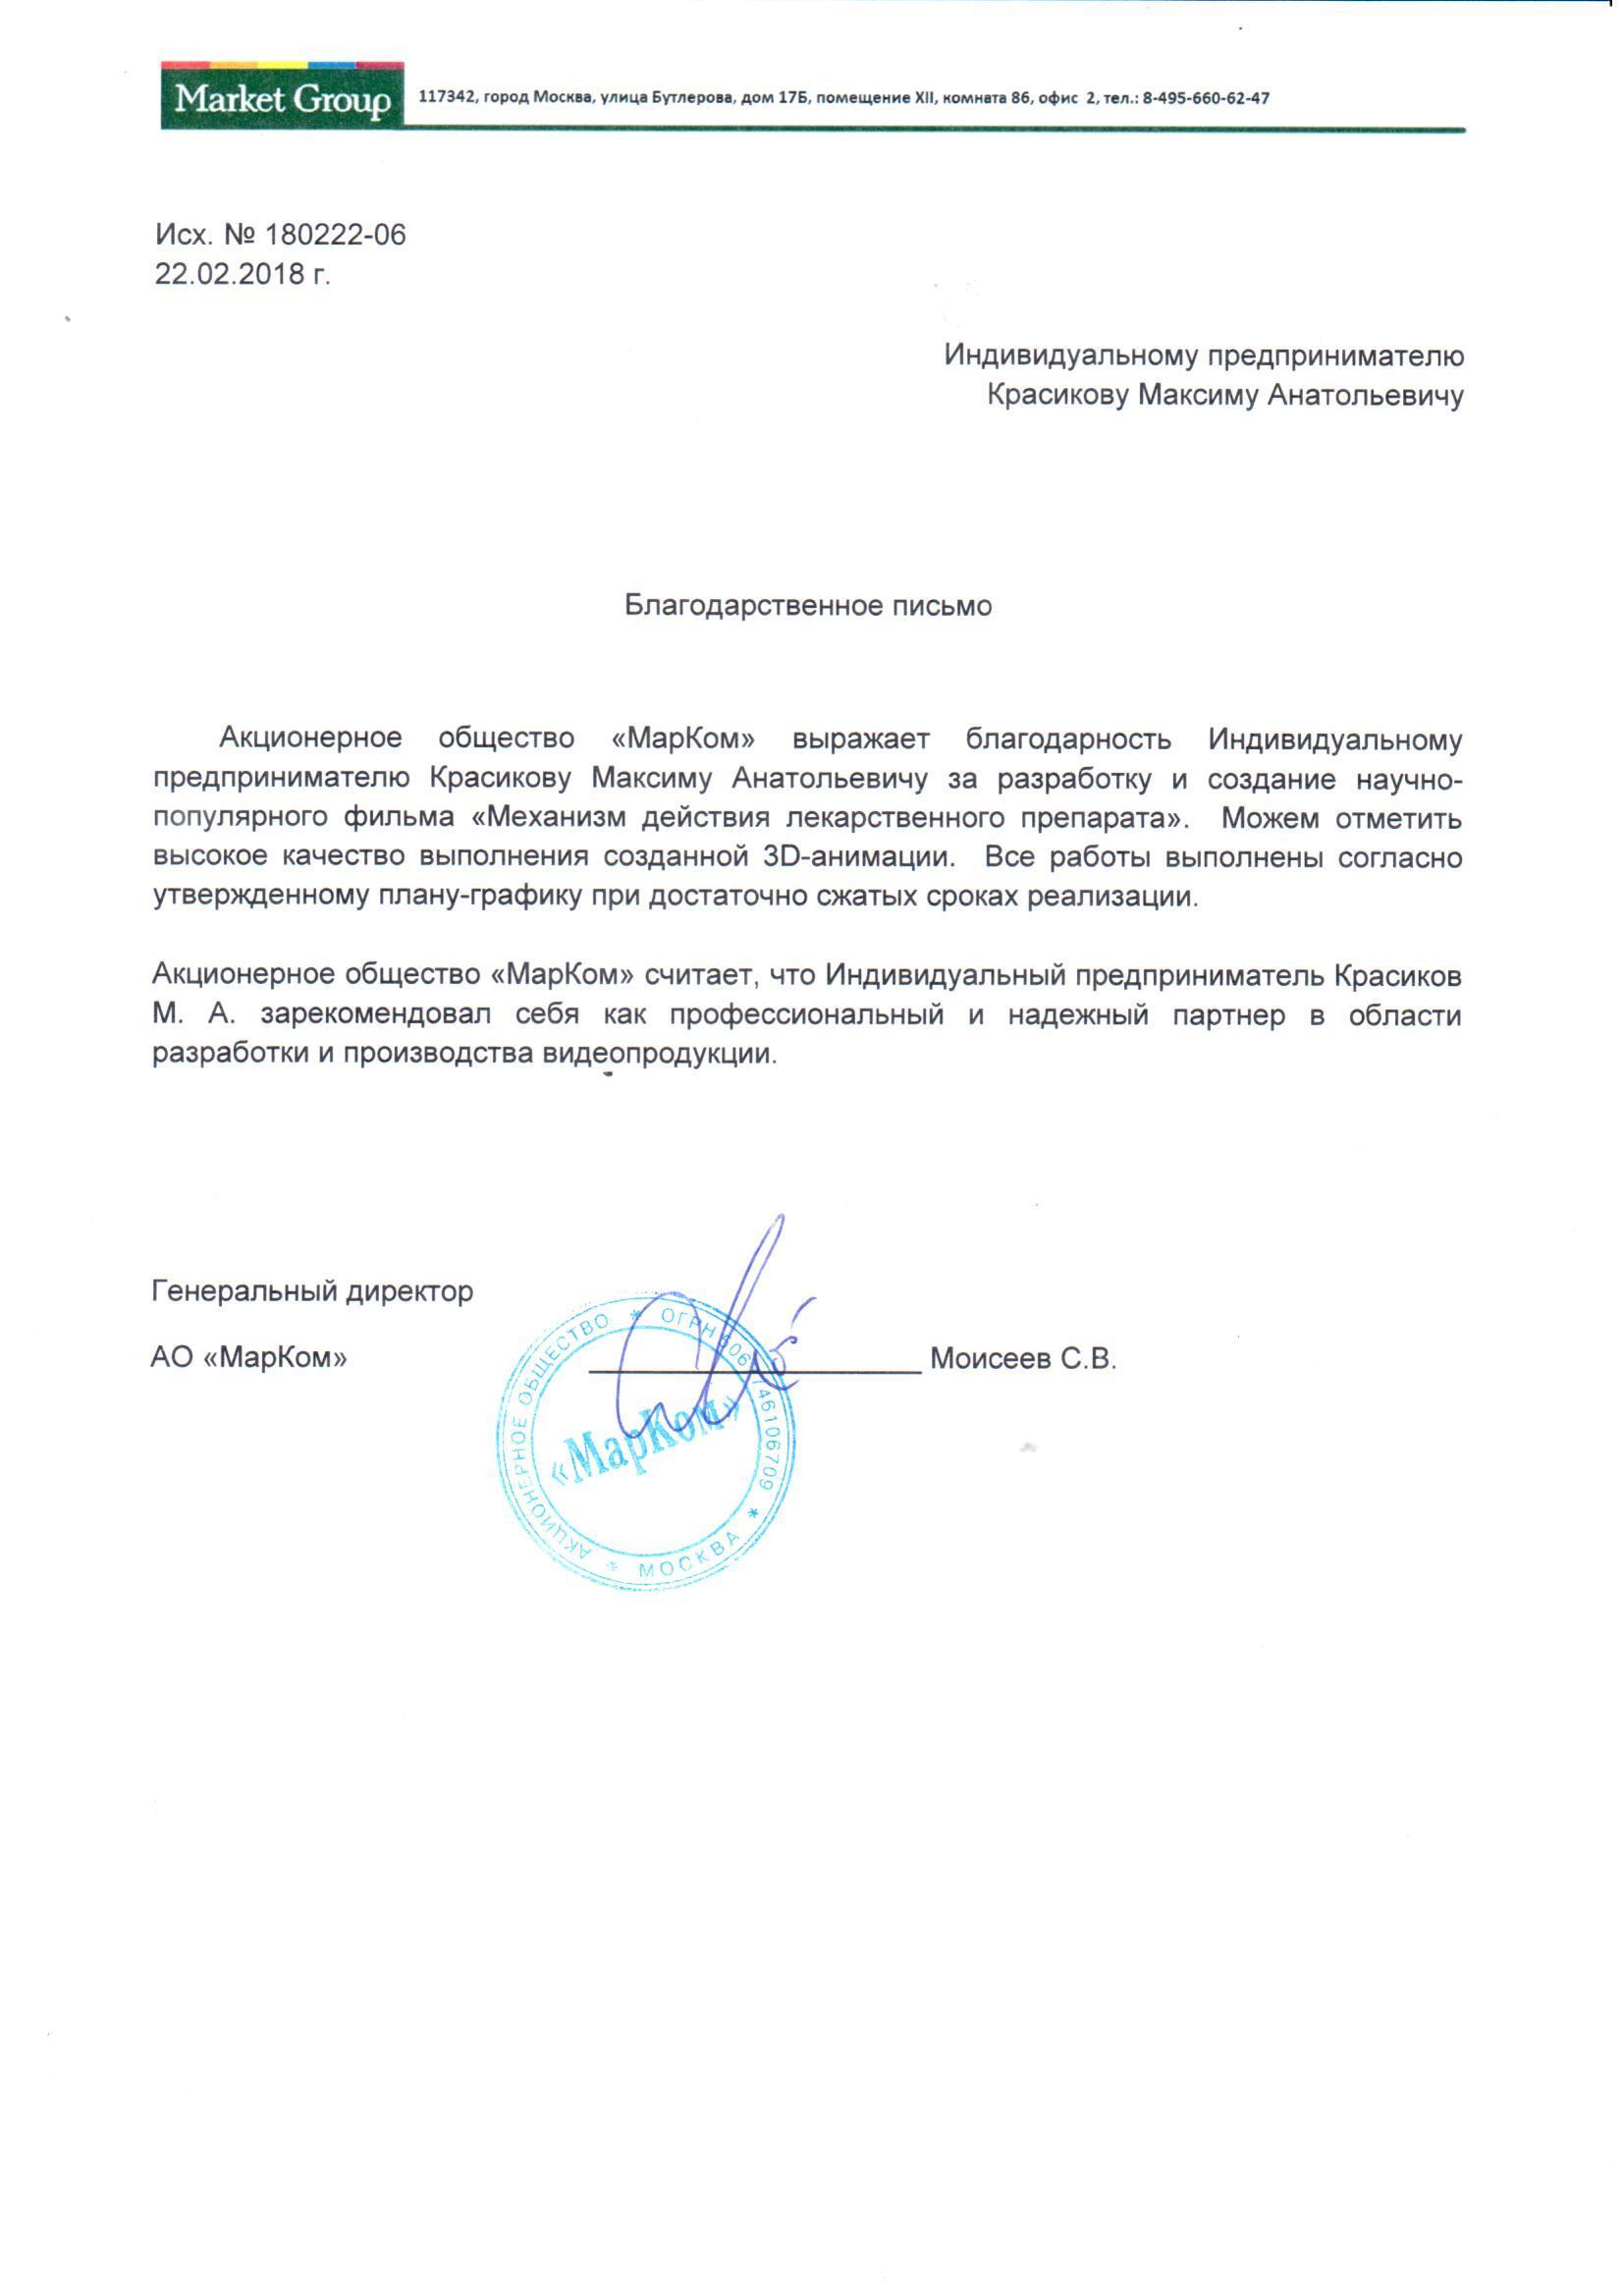 Market Group
117342, город Москва, улица Бутлерова, дом 17Б, помещение XII, комната 86, офис 2, тел.: 8-495-660-62-47
Исх. № 180222-06
22.02.2018 г.
Индивидуальному предпринимателю
Красикову Максиму Анатольевичу
Благодарственное письмо
Акционерное общество «МарКом» выражает благодарность Индивидуальному
предпринимателю Красикову Максиму Анатольевичу за разработку и создание научно-
популярного фильма «Механизм действия лекарственного препарата». Можем отметить
высокое качество выполнения созданной 3D-анимации. Все работы выполнены согласно
утвержденному плану-графику при достаточно сжатых сроках реализации.
Акционерное общество «МарКом» считает, что Индивидуальный предприниматель Красиков
М. А. зарекомендовал себя как профессиональный и надежный партнер в области
разработки и производства видеопродукции.
Генеральный директор
АО «МарКом» Моисеев С.В.
АКЦИОНЕРНОЕ ОБЩЕСТВО * ОГРН
* МОСКВА *
«МарКом»